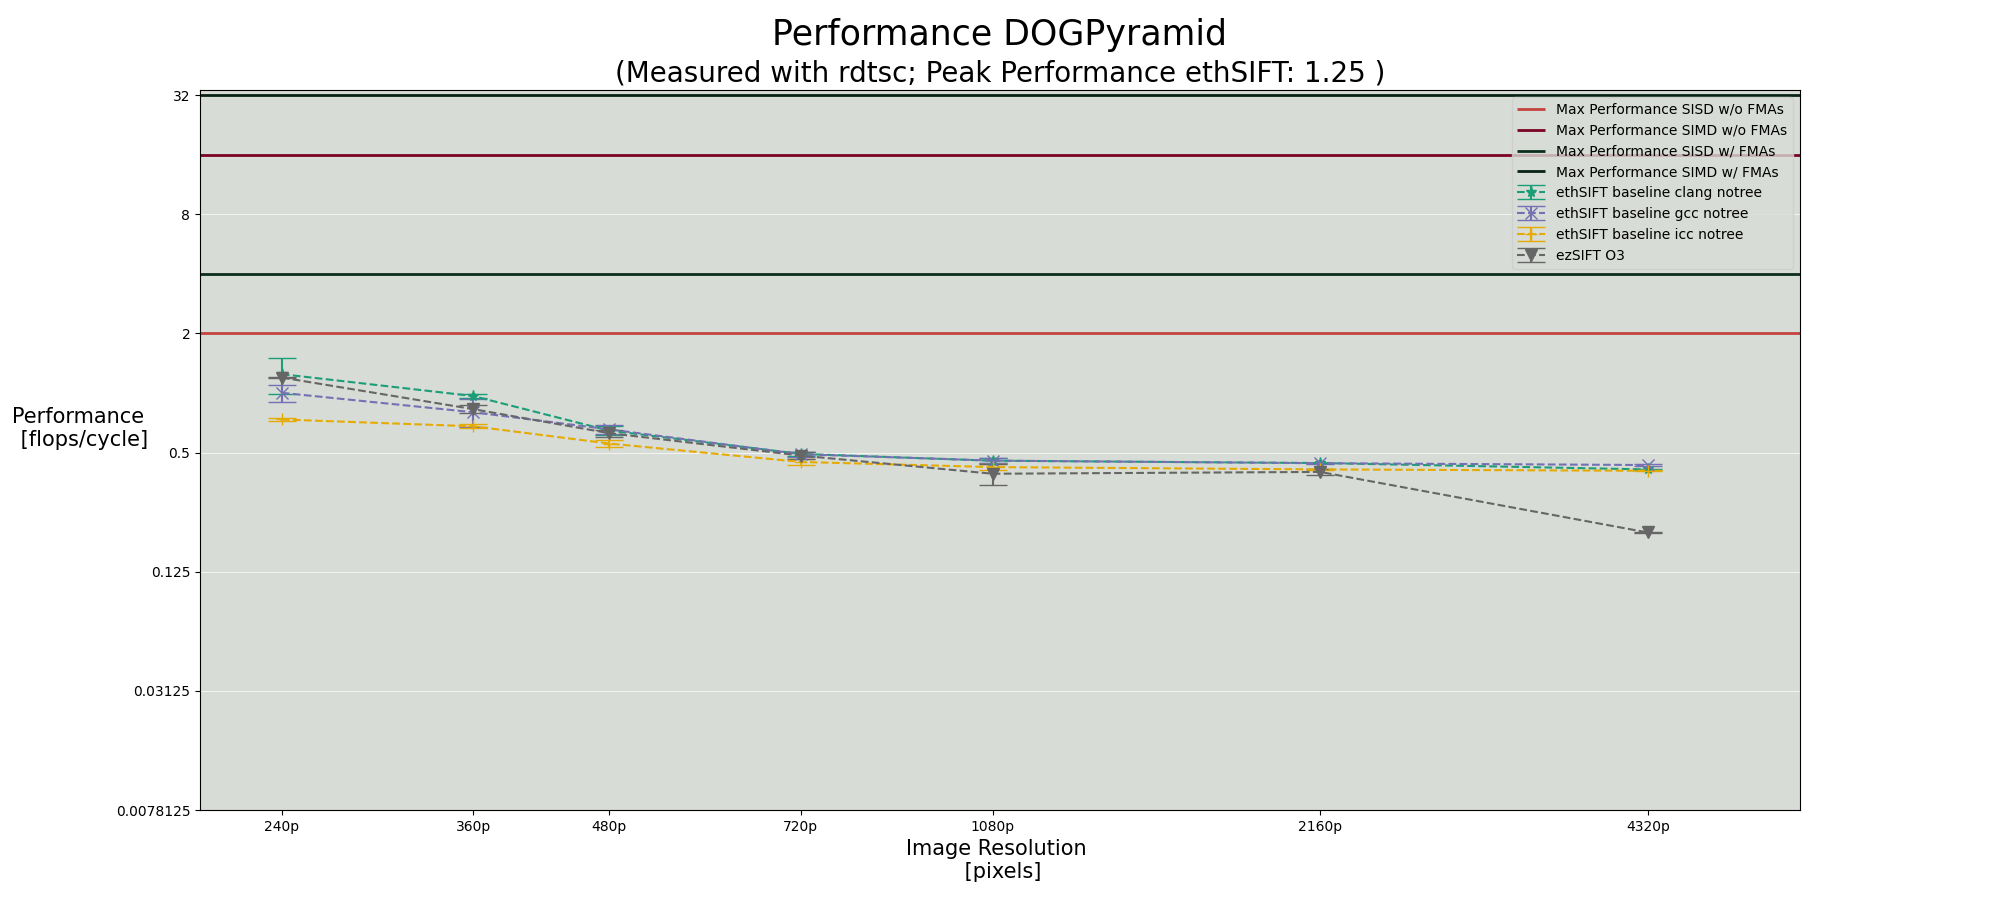 Performance DOGPyramid
(Measured with rdtsc; Peak Performance ethSIFT: 1.25 )
32
8
2
0.5
0.125
0.03125
0.0078125
Performance
[flops/cycle]
Max Performance SISD w/o FMAs
Max Performance SIMD w/o FMAs
Max Performance SISD w/ FMAs
Max Performance SIMD w/ FMAs
ethSIFT baseline clang notree
ethSIFT baseline gcc notree
ethSIFT baseline icc notree
ezSIFT O3
240p 360p 480p 720p 1080p 2160p 4320p
Image Resolution
[pixels]